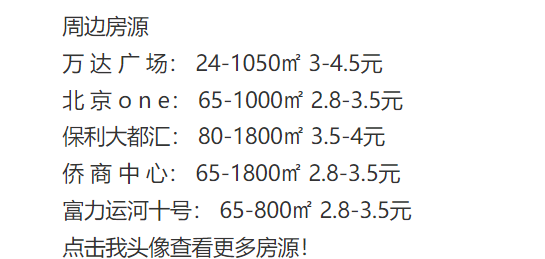 周边房源
万 达 广 场： 24-1050㎡ 3-4.5元
北 京 o n e： 65-1000㎡ 2.8-3.5元
保利大都汇： 80-1800㎡ 3.5-4元
侨 商 中 心： 65-1800㎡ 2.8-3.5元
富力运河十号： 65-800㎡ 2.8-3.5元
点击我头像查看更多房源！